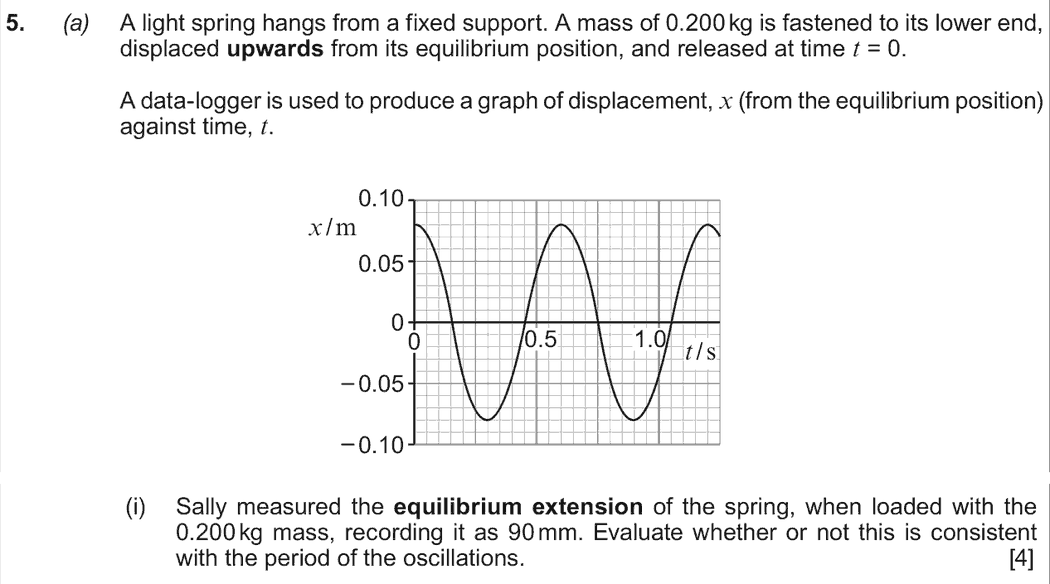 5. (a) A light spring hangs from a fixed support. A mass of 0.200 kg is fastened to its lower end,
displaced upwards from its equilibrium position, and released at time t = 0.
A data-logger is used to produce a graph of displacement, x (from the equilibrium position)
against time, t.
0.10
x/m
0.05
0
0 0.5 1.0
t/s
−0.05
−0.10
(i) Sally measured the equilibrium extension of the spring, when loaded with the
0.200 kg mass, recording it as 90 mm. Evaluate whether or not this is consistent
with the period of the oscillations. [4]